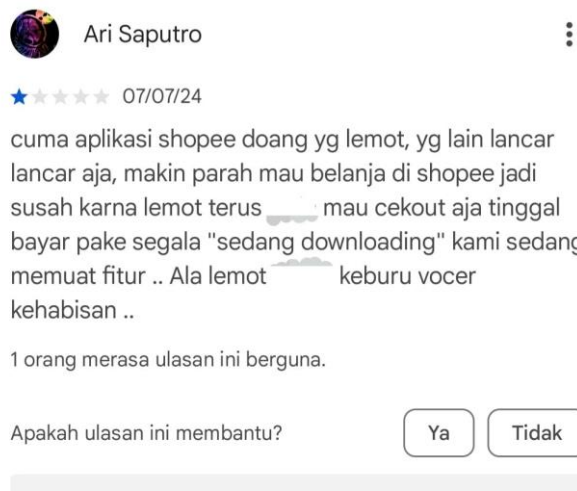 Ari Saputro
07/07/24
cuma aplikasi shopee doang yg lemot, yg lain lancar
lancar aja, makin parah mau belanja di shopee jadi
susah karna lemot terus mau cekout aja tinggal
bayar pake segala "sedang downloading" kami sedang
memuat fitur .. Ala lemot keburu vocer
kehabisan ..
1 orang merasa ulasan ini berguna.
Apakah ulasan ini membantu?
Ya
Tidak